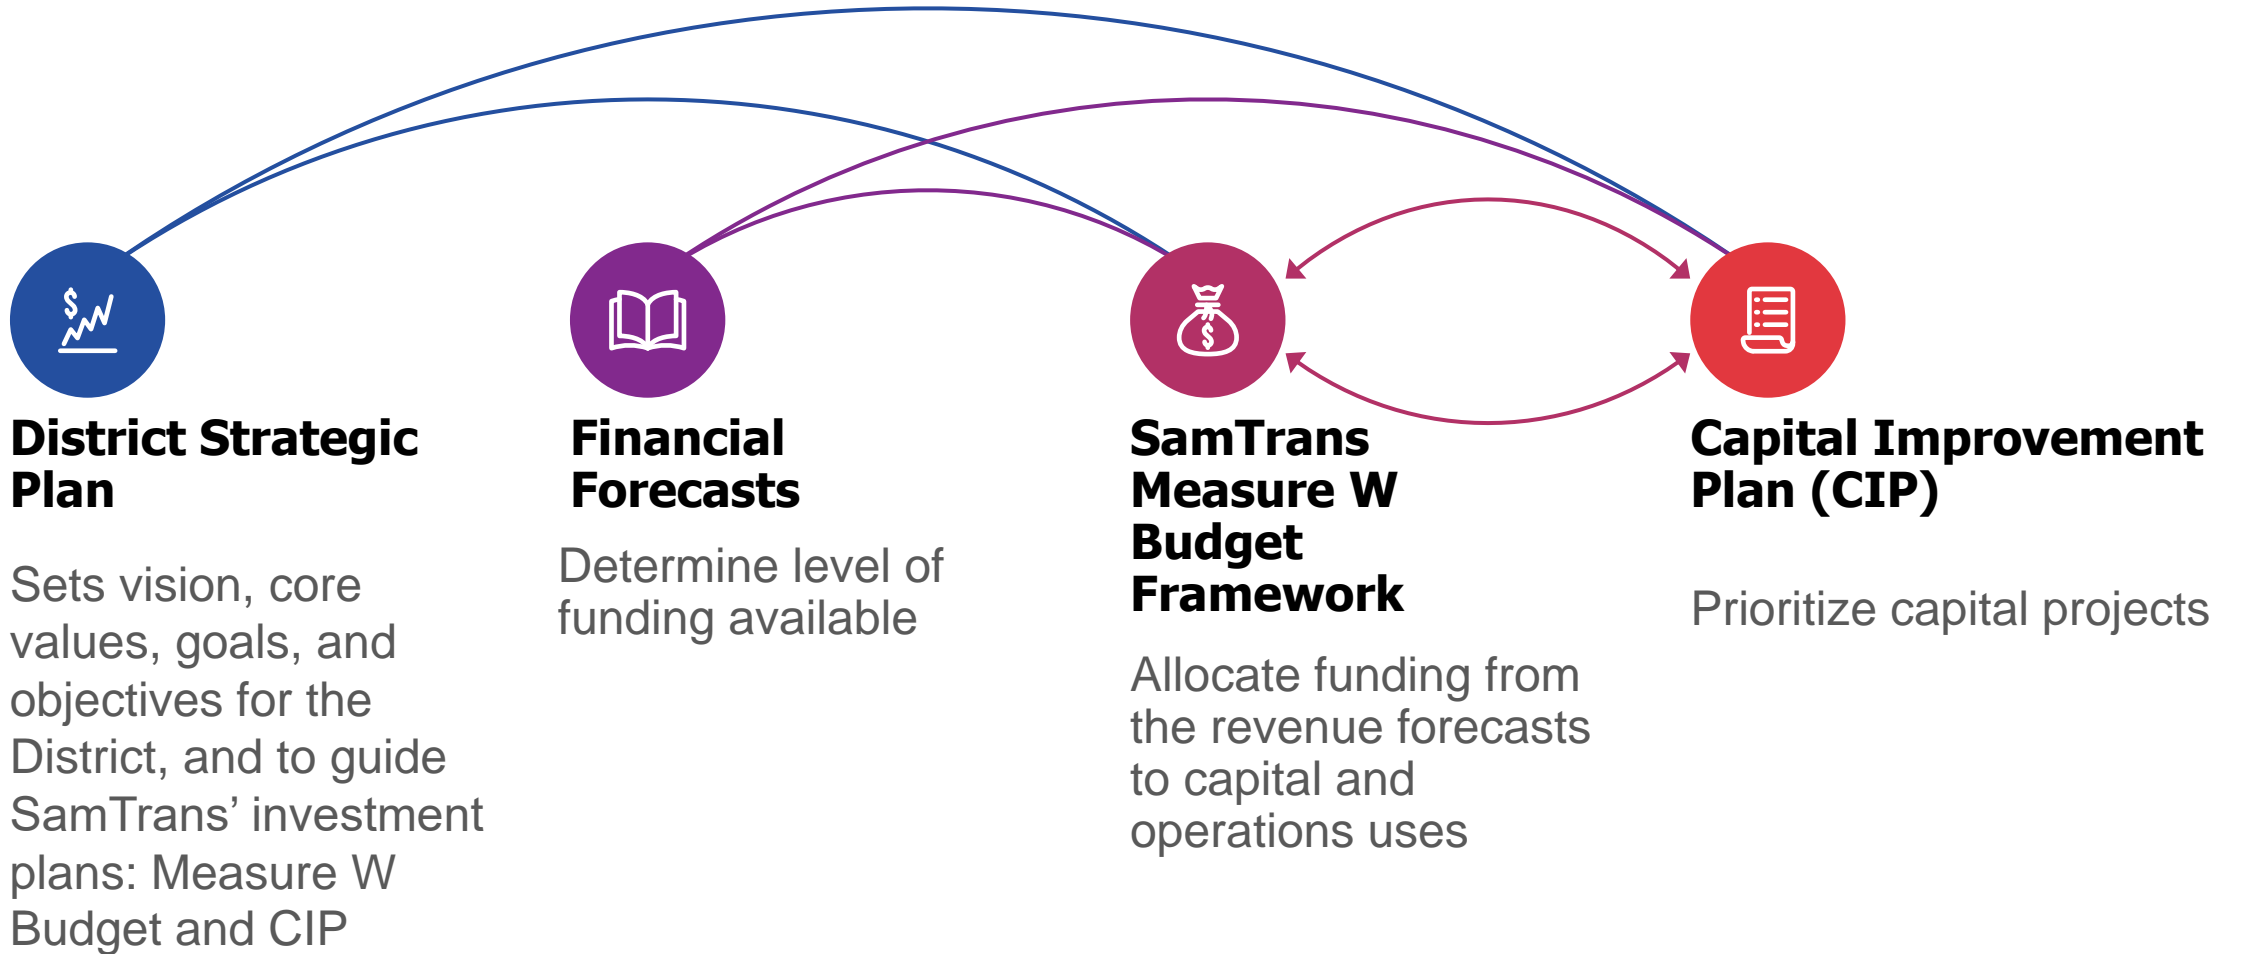 District Strategic
Plan
Sets vision, core
values, goals, and
objectives for the
District, and to guide
SamTrans’ investment
plans: Measure W
Budget and CIP
Financial
Forecasts
Determine level of
funding available
SamTrans
Measure W
Budget
Framework
Allocate funding from
the revenue forecasts
to capital and
operations uses
Capital Improvement
Plan (CIP)
Prioritize capital projects
$
$